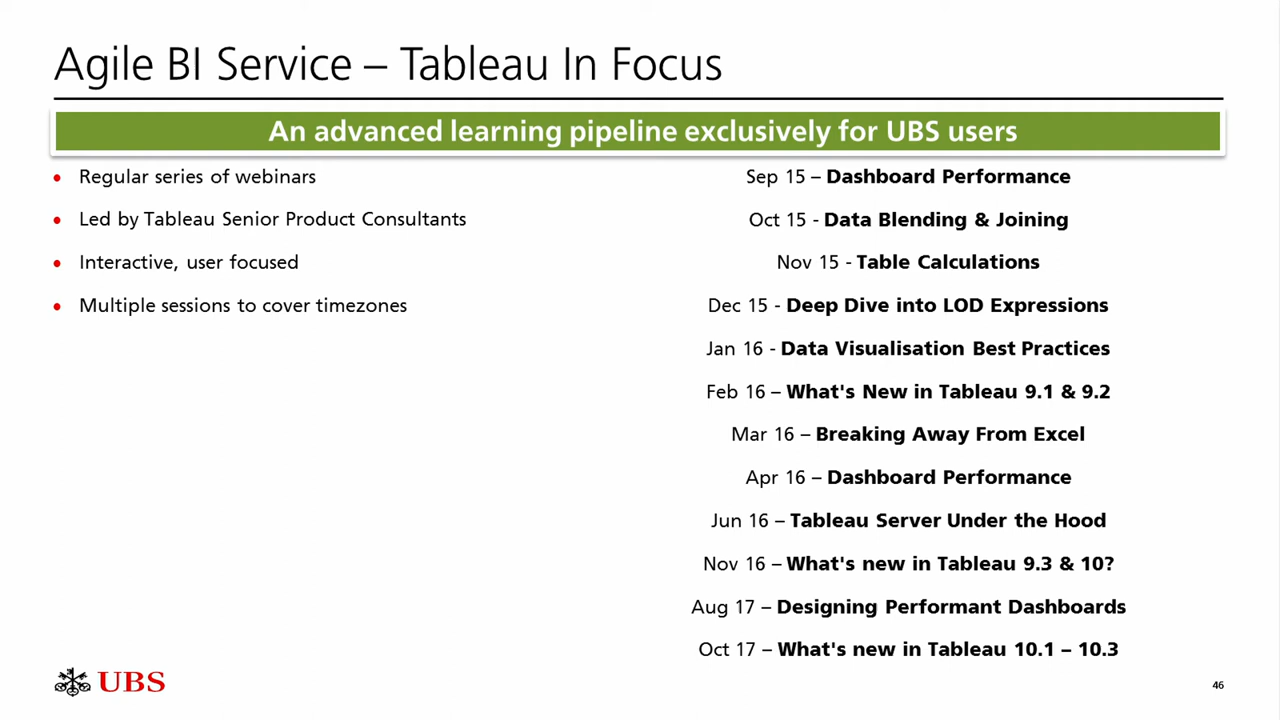 Agile BI Service – Tableau In Focus
An advanced learning pipeline exclusively for UBS users
• Regular series of webinars
• Led by Tableau Senior Product Consultants
• Interactive, user focused
• Multiple sessions to cover timezones
Sep 15 – Dashboard Performance
Oct 15 - Data Blending & Joining
Nov 15 - Table Calculations
Dec 15 - Deep Dive into LOD Expressions
Jan 16 - Data Visualisation Best Practices
Feb 16 – What's New in Tableau 9.1 & 9.2
Mar 16 – Breaking Away From Excel
Apr 16 – Dashboard Performance
Jun 16 – Tableau Server Under the Hood
Nov 16 – What's new in Tableau 9.3 & 10?
Aug 17 – Designing Performant Dashboards
Oct 17 – What's new in Tableau 10.1 – 10.3
UBS
46